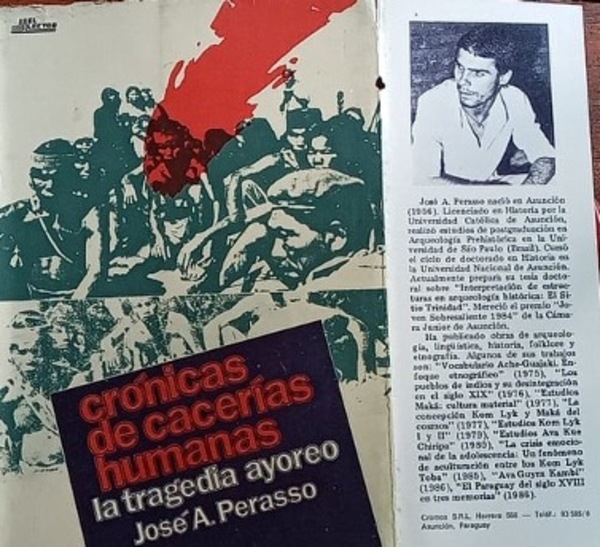 EL LECTOR
crónicas
de cacerías
humanas
la tragedia ayoreo
José A. Perasso
José A. Perasso nació en Asunción
(1956). Licenciado en Historia por la
Universidad Católica de Asunción,
realizó estudios de postgraduación en
Arqueología Prehistórica en la Uni-
versidad de São Paulo (Brasil). Cursó
el ciclo de doctorado en Historia en
la Universidad Nacional de Asunción.
Actualmente prepara su tesis docto-
ral sobre "Interpretación de estruc-
turas en arqueología histórica: El Si-
tio Trinidad". Mereció el premio "Jo-
ven Sobresaliente 1984" de la Cáma-
ra Junior de Asunción.
Ha publicado obras de arqueolo-
gía, lingüística, historia, folklore y
etnografía. Algunos de sus trabajos
son: "Vocabulario Ache-Guajaki. En-
foque etnográfico" (1975), "Los
pueblos de indios y su desintegración
en el siglo XIX" (1976), "Estudios
Maká: cultura material" (1977), "La
concepción Kom Lyk y Maká del
cosmos" (1977), "Estudios Kom Lyk
I y II" (1979), "Estudios Ava Kue
Chiripa" (1980), "La crisis emocio-
nal de la adolescencia: Un fenómeno
de aculturación entre los Kom Lyk
Toba" (1985), "Ava Guyra Kambi"
(1986), "El Paraguay del siglo XVIII
en tres memorias" (1986).
Cromos S.R.L. Herrera 568 — Teléf.: 93 585/6
Asunción, Paraguay